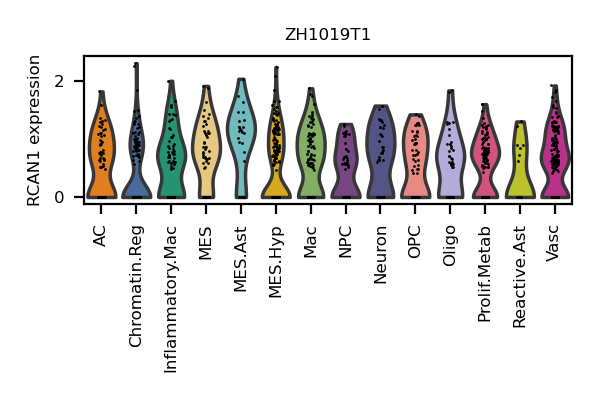 ZH1019T1
RCAN1 expression
2
0
AC
Chromatin.Reg
Inflammatory.Mac
MES
MES.Ast
MES.Hyp
Mac
NPC
Neuron
OPC
Oligo
Prolif.Metab
Reactive.Ast
Vasc